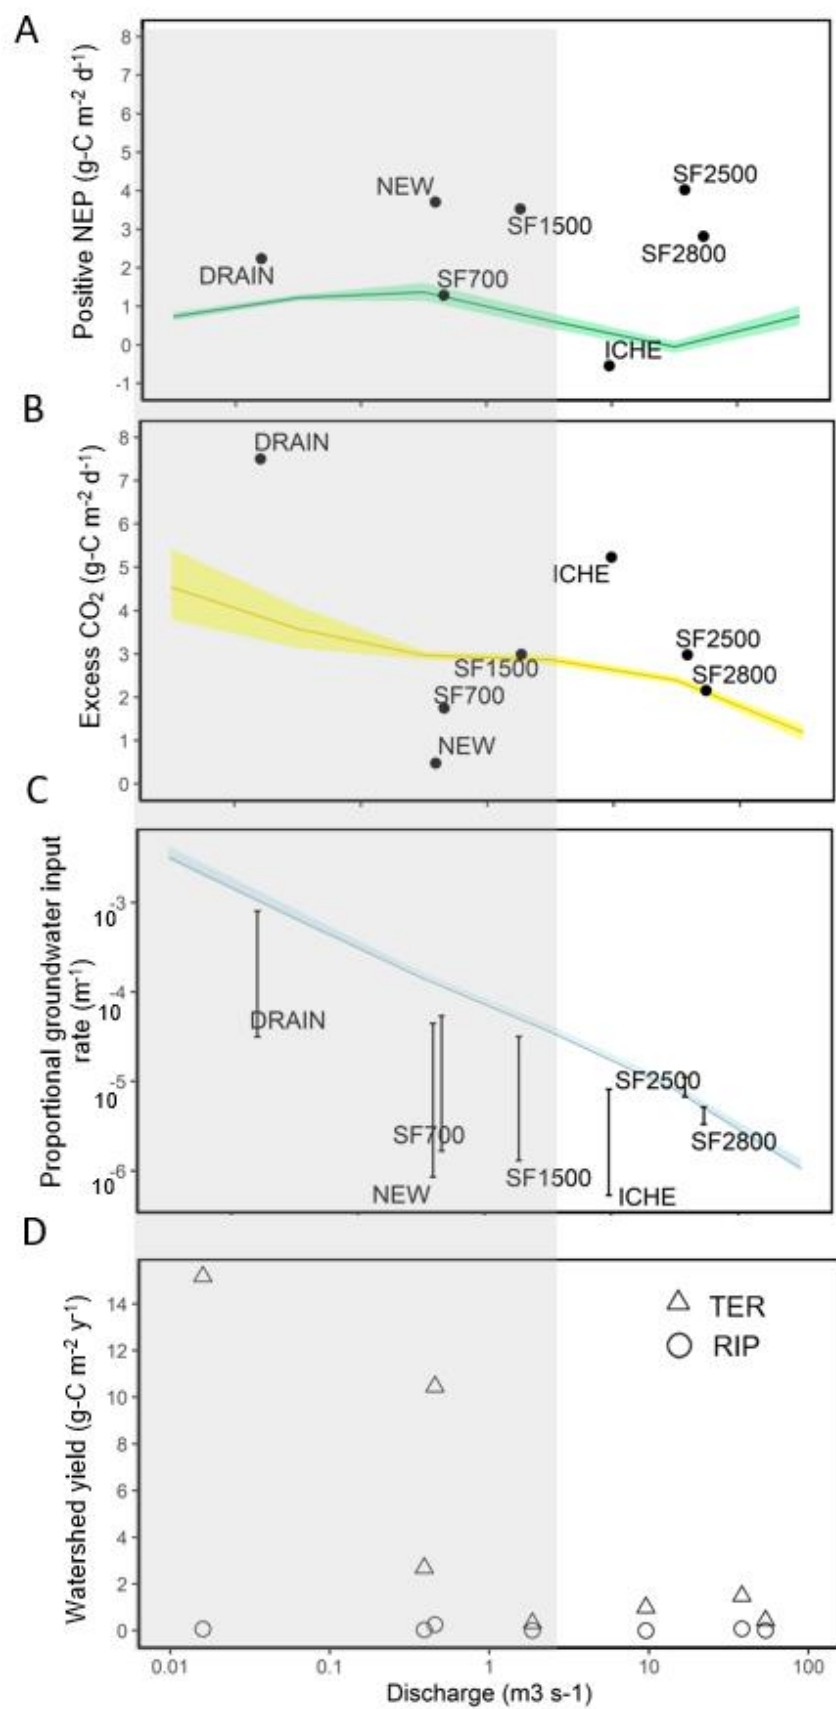 A
Positive NEP (g-C m⁻² d⁻¹)
8
7
6
5
4
3
2
1
0
-1
DRAIN
NEW
SF700
SF1500
ICHE
SF2500
SF2800
B
Excess CO₂ (g-C m⁻² d⁻¹)
8
7
6
5
4
3
2
1
0
DRAIN
ICHE
SF1500
SF700
NEW
SF2500
SF2800
C
Proportional groundwater input
rate (m⁻¹)
10⁻³
10⁻⁴
10⁻⁵
10⁻⁶
DRAIN
SF700
NEW
SF1500
SF2500
ICHE
SF2800
D
Watershed yield (g-C m⁻² y⁻¹)
14
12
10
8
6
4
2
0
TER
RIP
0.01 0.1 1 10 100
Discharge (m3 s-1)